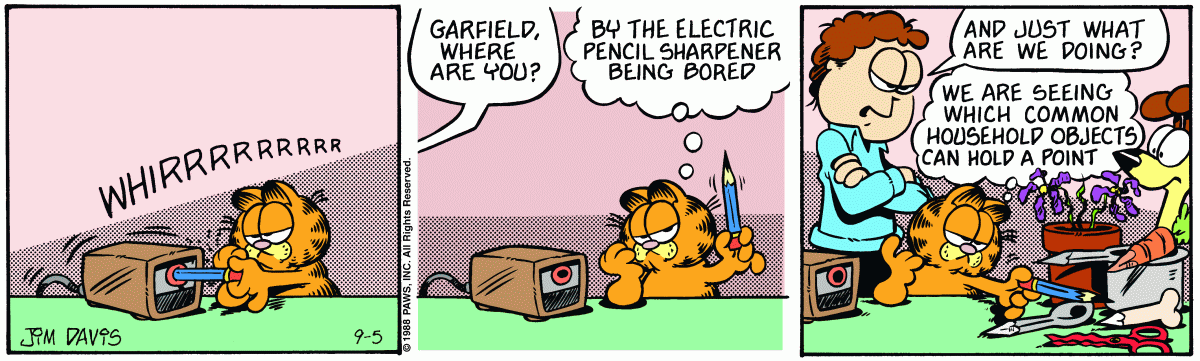 WHIRRRRRRRRR
JIM DAVIS
9-5
© 1988 PAWS, INC. All Rights Reserved.
GARFIELD,
WHERE
ARE YOU?
BY THE ELECTRIC
PENCIL SHARPENER
BEING BORED
AND JUST WHAT
ARE WE DOING?
WE ARE SEEING
WHICH COMMON
HOUSEHOLD OBJECTS
CAN HOLD A POINT